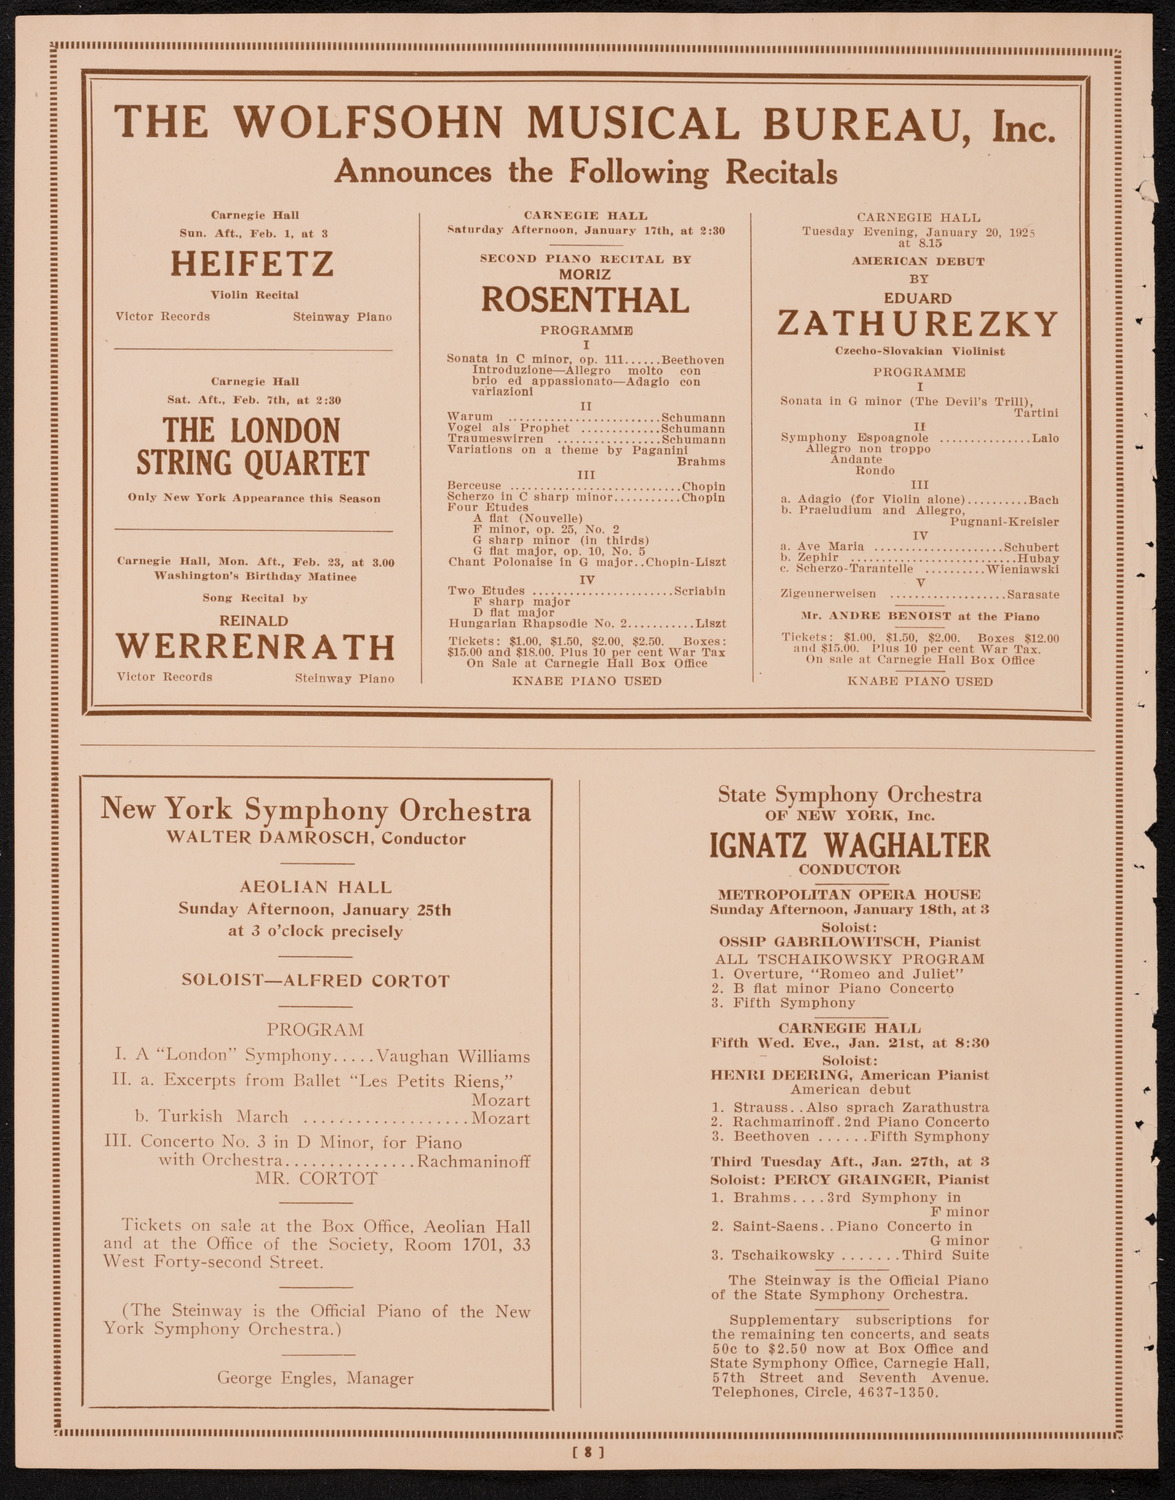 THE WOLFSOHN MUSICAL BUREAU, Inc.
Announces the Following Recitals
Carnegie Hall
Sun. Aft., Feb. 1, at 3
HEIFETZ
Violin Recital
Victor Records Steinway Piano
Carnegie Hall
Sat. Aft., Feb. 7th, at 2:30
THE LONDON
STRING QUARTET
Only New York Appearance this Season
Carnegie Hall, Mon. Aft., Feb. 23, at 3.00
Washington's Birthday Matinee
Song Recital by
REINALD
WERRENRATH
Victor Records Steinway Piano
CARNEGIE HALL
Saturday Afternoon, January 17th, at 2:30
SECOND PIANO RECITAL BY
MORIZ
ROSENTHAL
PROGRAMME
I
Sonata in C minor, op. 111......Beethoven
Introduzione—Allegro molto con
brio ed appassionato—Adagio con
variazioni
II
Warum ......................Schumann
Vogel als Prophet ............Schumann
Traumeswirren ................Schumann
Variations on a theme by Paganini
Brahms
III
Berceuse ..........................Chopin
Scherzo in C sharp minor...........Chopin
Four Etudes
A flat (Nouvelle)
F minor, op. 25, No. 2
G sharp minor (in thirds)
G flat major, op. 10, No. 5
Chant Polonaise in G major..Chopin-Liszt
IV
Two Etudes .....................Scriabin
F sharp major
D flat major
Hungarian Rhapsodie No. 2..........Liszt
Tickets: $1.00, $1.50, $2.00, $2.50. Boxes:
$15.00 and $18.00. Plus 10 per cent War Tax
On Sale at Carnegie Hall Box Office
KNABE PIANO USED
CARNEGIE HALL
Tuesday Evening, January 20, 1925
at 8.15
AMERICAN DEBUT
BY
EDUARD
ZATHUREZKY
Czecho-Slovakian Violinist
PROGRAMME
I
Sonata in G minor (The Devil's Trill),
Tartini
II
Symphony Espoagnole ..............Lalo
Allegro non troppo
Andante
Rondo
III
a. Adagio (for Violin alone)..........Bach
b. Praeludium and Allegro,
Pugnani-Kreisler
IV
a. Ave Maria ....................Schubert
b. Zephir ..........................Hubay
c. Scherzo-Tarantelle ..........Wieniawski
V
Zigeunerweisen ..................Sarasate
Mr. ANDRE BENOIST at the Piano
Tickets: $1.00, $1.50, $2.00. Boxes $12.00
and $15.00. Plus 10 per cent War Tax.
On sale at Carnegie Hall Box Office
KNABE PIANO USED
New York Symphony Orchestra
WALTER DAMROSCH, Conductor
AEOLIAN HALL
Sunday Afternoon, January 25th
at 3 o'clock precisely
SOLOIST—ALFRED CORTOT
PROGRAM
I. A "London" Symphony.....Vaughan Williams
II. a. Excerpts from Ballet "Les Petits Riens,"
Mozart
b. Turkish March ..................Mozart
III. Concerto No. 3 in D Minor, for Piano
with Orchestra..............Rachmaninoff
MR. CORTOT
Tickets on sale at the Box Office, Aeolian Hall
and at the Office of the Society, Room 1701, 33
West Forty-second Street.
(The Steinway is the Official Piano of the New
York Symphony Orchestra.)
George Engles, Manager
State Symphony Orchestra
OF NEW YORK, Inc.
IGNATZ WAGHALTER
CONDUCTOR
METROPOLITAN OPERA HOUSE
Sunday Afternoon, January 18th, at 3
Soloist:
OSSIP GABRILOWITSCH, Pianist
ALL TSCHAIKOWSKY PROGRAM
1. Overture, "Romeo and Juliet"
2. B flat minor Piano Concerto
3. Fifth Symphony
CARNEGIE HALL
Fifth Wed. Eve., Jan. 21st, at 8:30
Soloist:
HENRI DEERING, American Pianist
American debut
1. Strauss..Also sprach Zarathustra
2. Rachmaninoff.2nd Piano Concerto
3. Beethoven ......Fifth Symphony
Third Tuesday Aft., Jan. 27th, at 3
Soloist: PERCY GRAINGER, Pianist
1. Brahms....3rd Symphony in
F minor
2. Saint-Saens..Piano Concerto in
G minor
3. Tschaikowsky .......Third Suite
The Steinway is the Official Piano
of the State Symphony Orchestra.
Supplementary subscriptions for
the remaining ten concerts, and seats
50c to $2.50 now at Box Office and
State Symphony Office, Carnegie Hall,
57th Street and Seventh Avenue.
Telephones, Circle, 4637-1350.
[ 8 ]